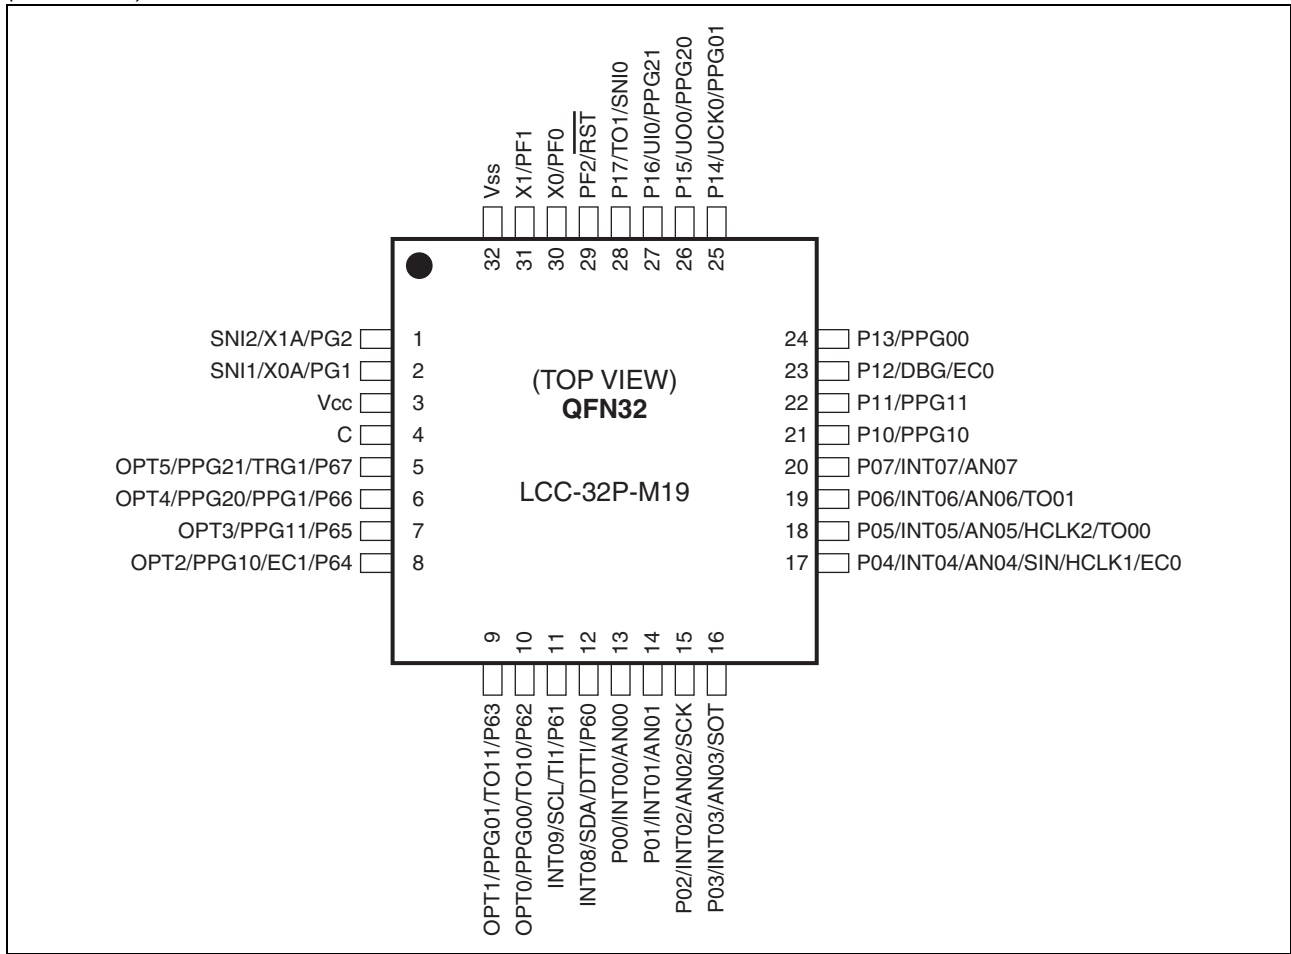 Vss
X1/PF1
X0/PF0
PF2/RST
P17/TO1/SNI0
P16/UI0/PPG21
P15/UO0/PPG20
P14/UCK0/PPG01
32
31
30
29
28
27
26
25
SNI2/X1A/PG2 1
SNI1/X0A/PG1 2
Vcc 3
C 4
OPT5/PPG21/TRG1/P67 5
OPT4/PPG20/PPG1/P66 6
OPT3/PPG11/P65 7
OPT2/PPG10/EC1/P64 8
(TOP VIEW)
QFN32
LCC-32P-M19
24 P13/PPG00
23 P12/DBG/EC0
22 P11/PPG11
21 P10/PPG10
20 P07/INT07/AN07
19 P06/INT06/AN06/TO01
18 P05/INT05/AN05/HCLK2/TO00
17 P04/INT04/AN04/SIN/HCLK1/EC0
9
10
11
12
13
14
15
16
OPT1/PPG01/TO11/P63
OPT0/PPG00/TO10/P62
INT09/SCL/TI1/P61
INT08/SDA/DTTI/P60
P00/INT00/AN00
P01/INT01/AN01
P02/INT02/AN02/SCK
P03/INT03/AN03/SOT